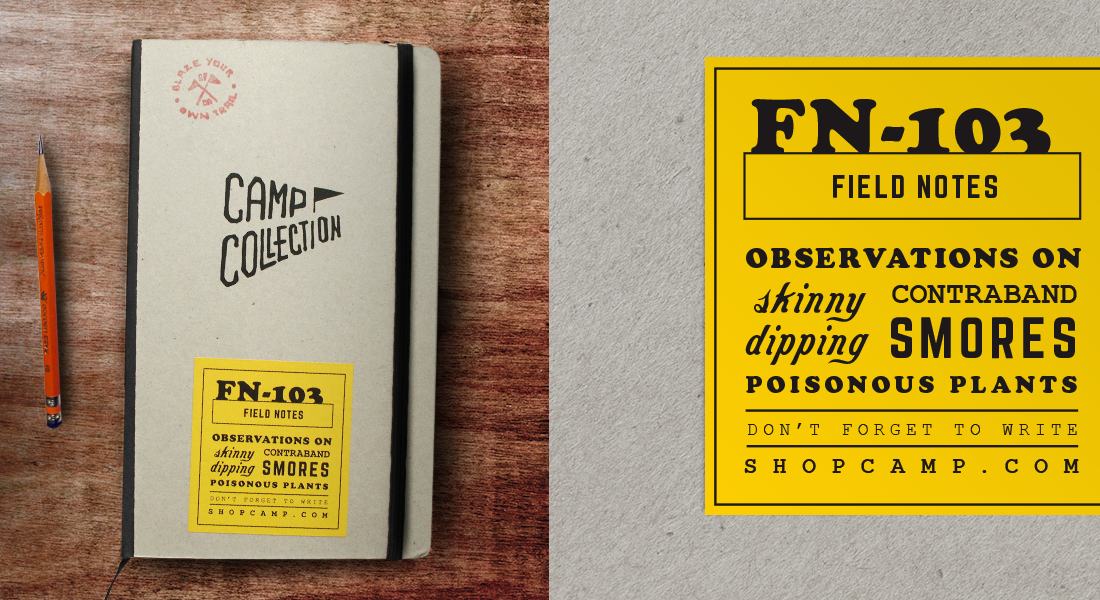 BLAZE YOUR
OWN TRAIL
CAMP
COLLECTION
FN-103
FIELD NOTES
OBSERVATIONS ON
skinny CONTRABAND
dipping SMORES
POISONOUS PLANTS
DON'T FORGET TO WRITE
SHOPCAMP.COM
FN-103
FIELD NOTES
OBSERVATIONS ON
skinny CONTRABAND
dipping SMORES
POISONOUS PLANTS
DON'T FORGET TO WRITE
SHOPCAMP.COM